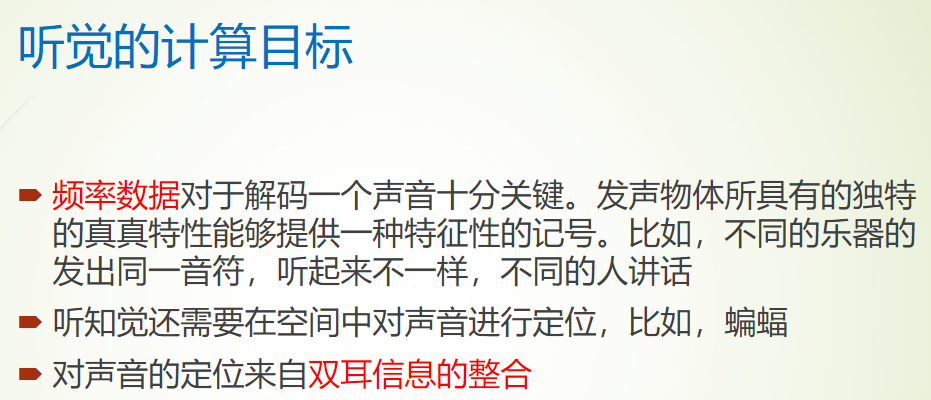 听觉的计算目标
频率数据对于解码一个声音十分关键。发声物体所具有的独特
的真真特性能够提供一种特征性的记号。比如，不同的乐器的
发出同一音符，听起来不一样，不同的人讲话
听知觉还需要在空间中对声音进行定位，比如，蝙蝠
对声音的定位来自双耳信息的整合